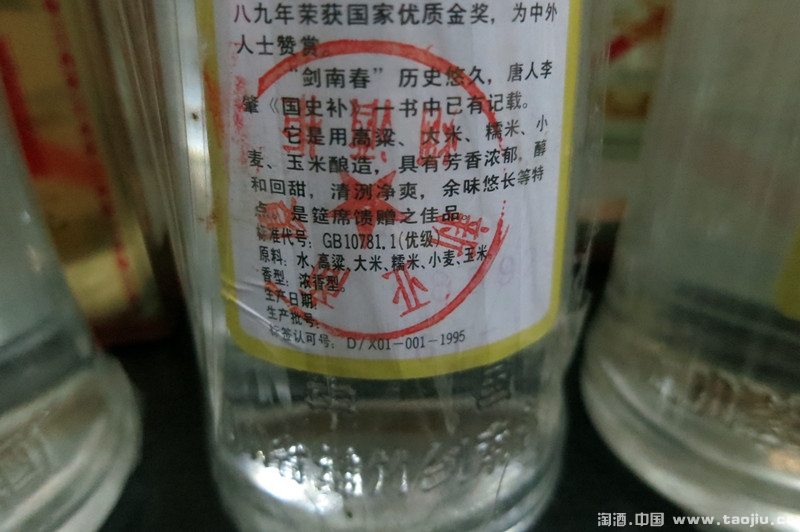 八九年荣获国家优质金奖，为中外
人士赞赏。
“剑南春”历史悠久，唐人李
肇《国史补》一书中已有记载。
它是用高粱、大米、糯米、小
麦、玉米酿造，具有芳香浓郁，醇
和回甜，清洌净爽，余味悠长等特
点，是筵席馈赠之佳品。
标准代号：GB10781.1(优级)
原料：水、高粱、大米、糯米、小麦、玉米
香型：浓香型
生产日期：
生产批号：
标签认可号：D/X01-001-1995
淘酒.中国 www.taojiu.c